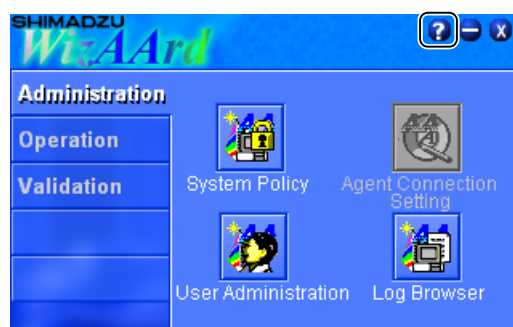 SHIMADZU
WizAArd
? – x
Administration
Operation
Validation
System Policy
Agent Connection
Setting
User Administration
Log Browser